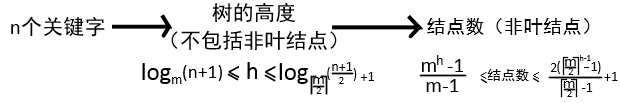 n个关键字 → 树的高度（不包括非叶结点） → 结点数（非叶结点）
logₘ(n+1) ⩽ h ⩽ log⌈m/2⌉((n+1)/2) +1
(mʰ-1)/(m-1) ⩽结点数⩽ 2(⌈m/2⌉ʰ⁻¹-1)/(⌈m/2⌉-1) +1